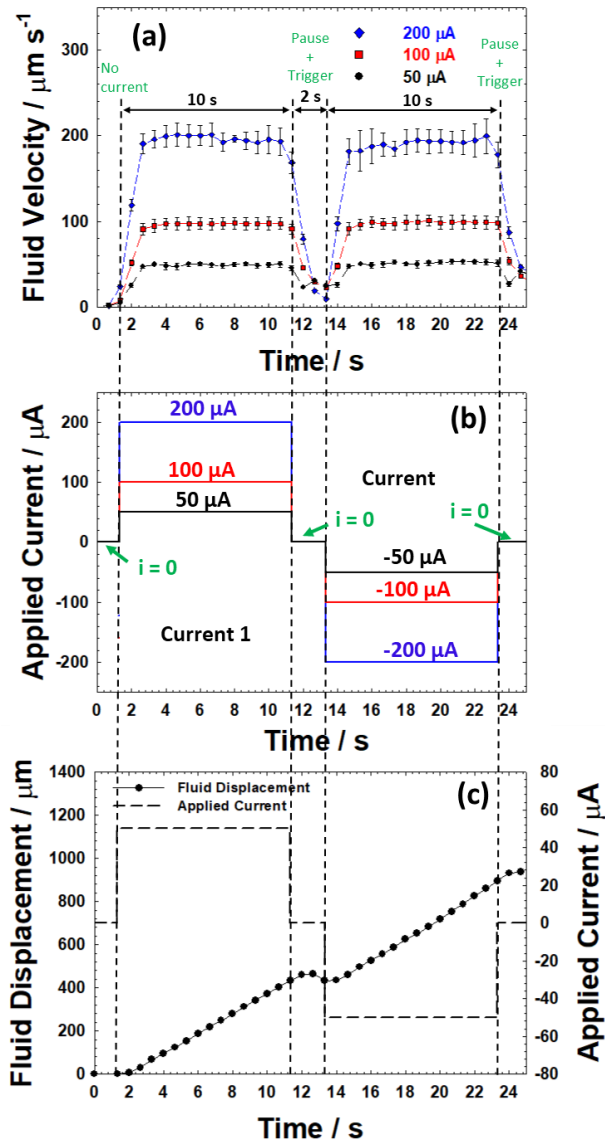 (a)
200 μA
100 μA
50 μA
No
current
Pause
+
Trigger
Pause
+
Trigger
10 s
2 s
10 s
Fluid Velocity / μm s⁻¹
300
200
100
0
0 2 4 6 8 10 12 14 16 18 20 22 24
Time / s
(b)
Applied Current / μA
200
100
0
-100
-200
200 μA
100 μA
50 μA
i = 0
i = 0
i = 0
Current
Current 1
-50 μA
-100 μA
-200 μA
0 2 4 6 8 10 12 14 16 18 20 22 24
Time / s
(c)
Fluid Displacement
Applied Current
Fluid Displacement / μm
1400
1200
1000
800
600
400
200
0
80
60
40
20
0
-20
-40
-60
-80
Applied Current / μA
0 2 4 6 8 10 12 14 16 18 20 22 24
Time / s